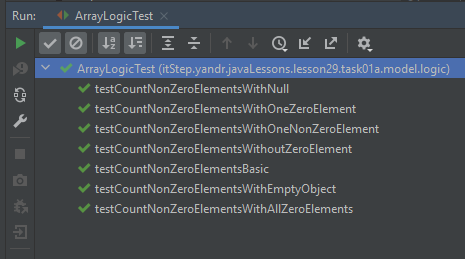 Run: ArrayLogicTest
ArrayLogicTest (itStep.yandr.javaLessons.lesson29.task01a.model.logic)
testCountNonZeroElementsWithNull
testCountNonZeroElementsWithOneZeroElement
testCountNonZeroElementsWithOneNonZeroElement
testCountNonZeroElementsWithoutZeroElement
testCountNonZeroElementsBasic
testCountNonZeroElementsWithEmptyObject
testCountNonZeroElementsWithAllZeroElements